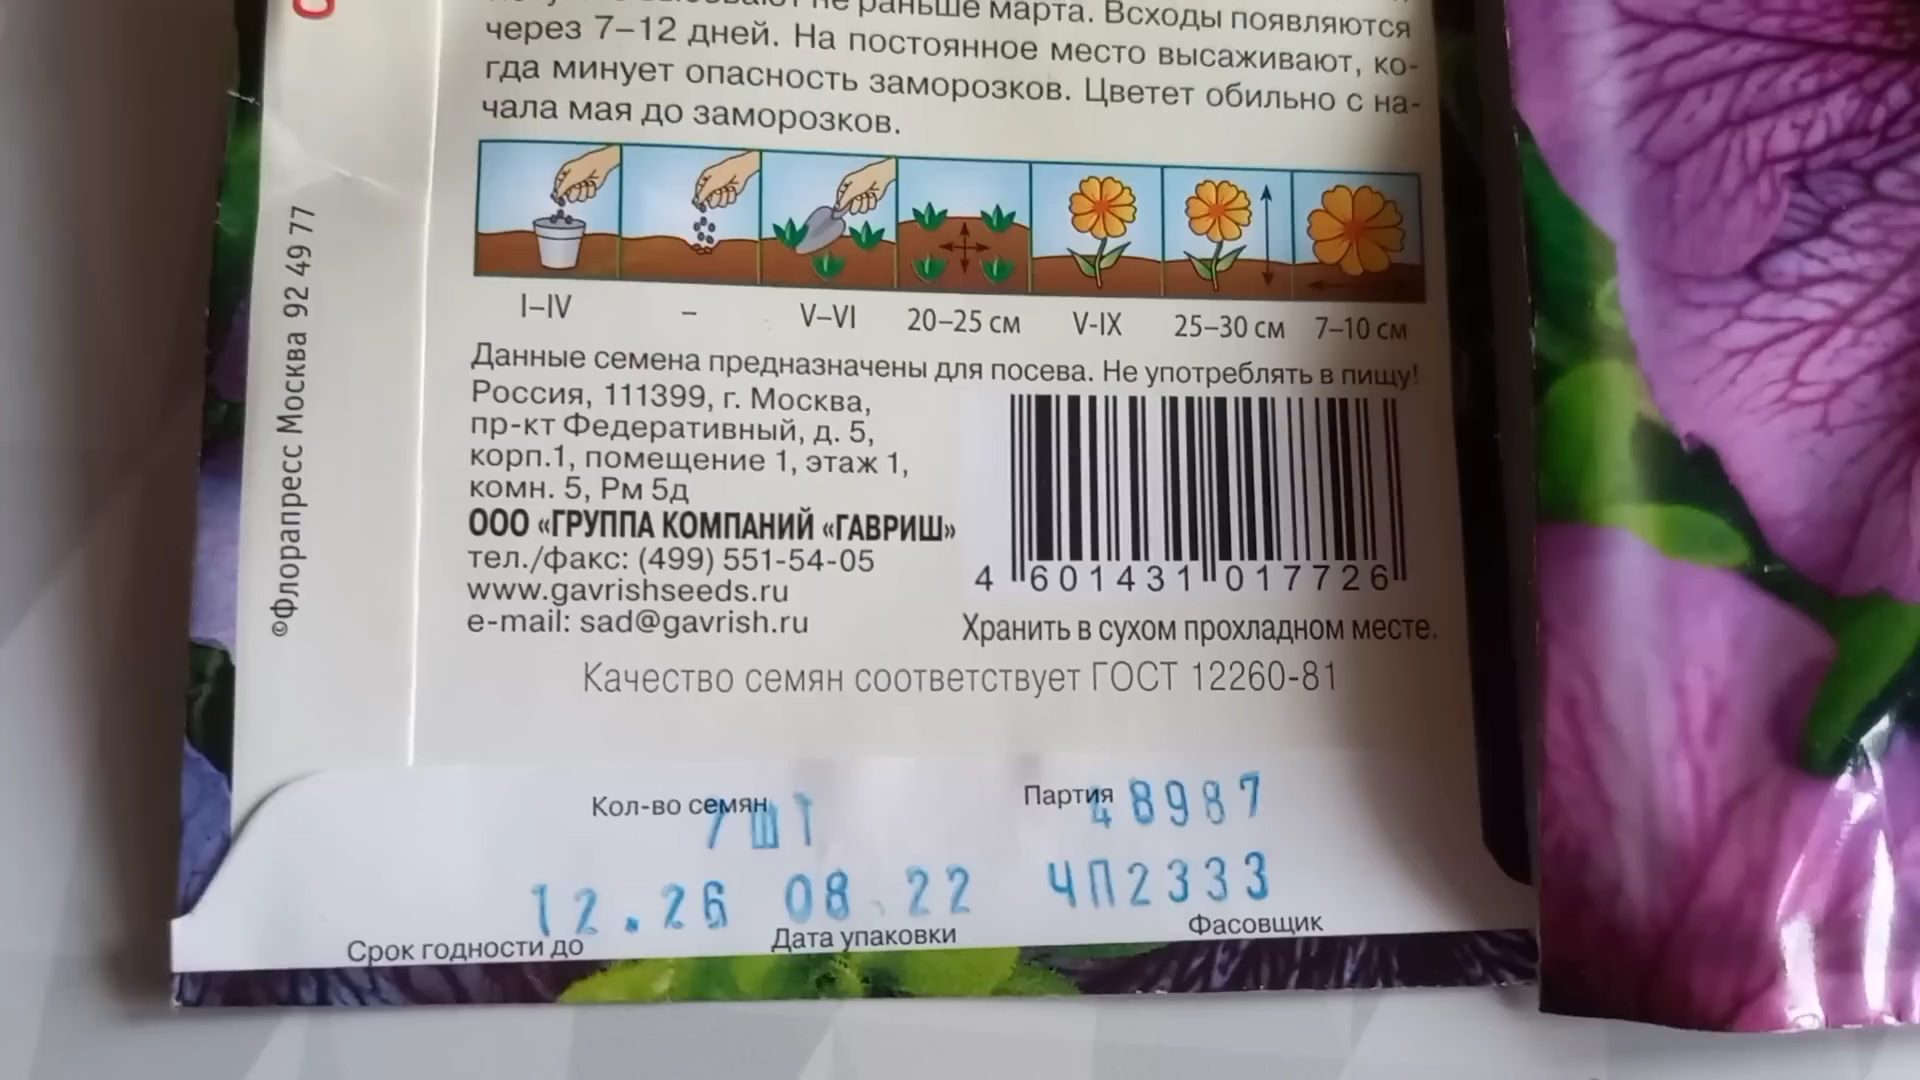 не раньше марта. Всходы появляются
через 7–12 дней. На постоянное место высаживают, ко-
гда минует опасность заморозков. Цветет обильно с на-
чала мая до заморозков.
I–IV – V–VI 20–25 см V-IX 25–30 см 7–10 см
Данные семена предназначены для посева. Не употреблять в пищу!
Россия, 111399, г. Москва,
пр-кт Федеративный, д. 5,
корп.1, помещение 1, этаж 1,
комн. 5, Рм 5д
ООО «ГРУППА КОМПАНИЙ «ГАВРИШ»
тел./факс: (499) 551-54-05
www.gavrishseeds.ru
e-mail: sad@gavrish.ru
4 601431 017726
Хранить в сухом прохладном месте.
Качество семян соответствует ГОСТ 12260-81
©Флорапресс Москва 92 49 77
Кол-во семян 7 ШТ
Партия 48987
12.26 08.22 ЧП2333
Срок годности до Дата упаковки Фасовщик